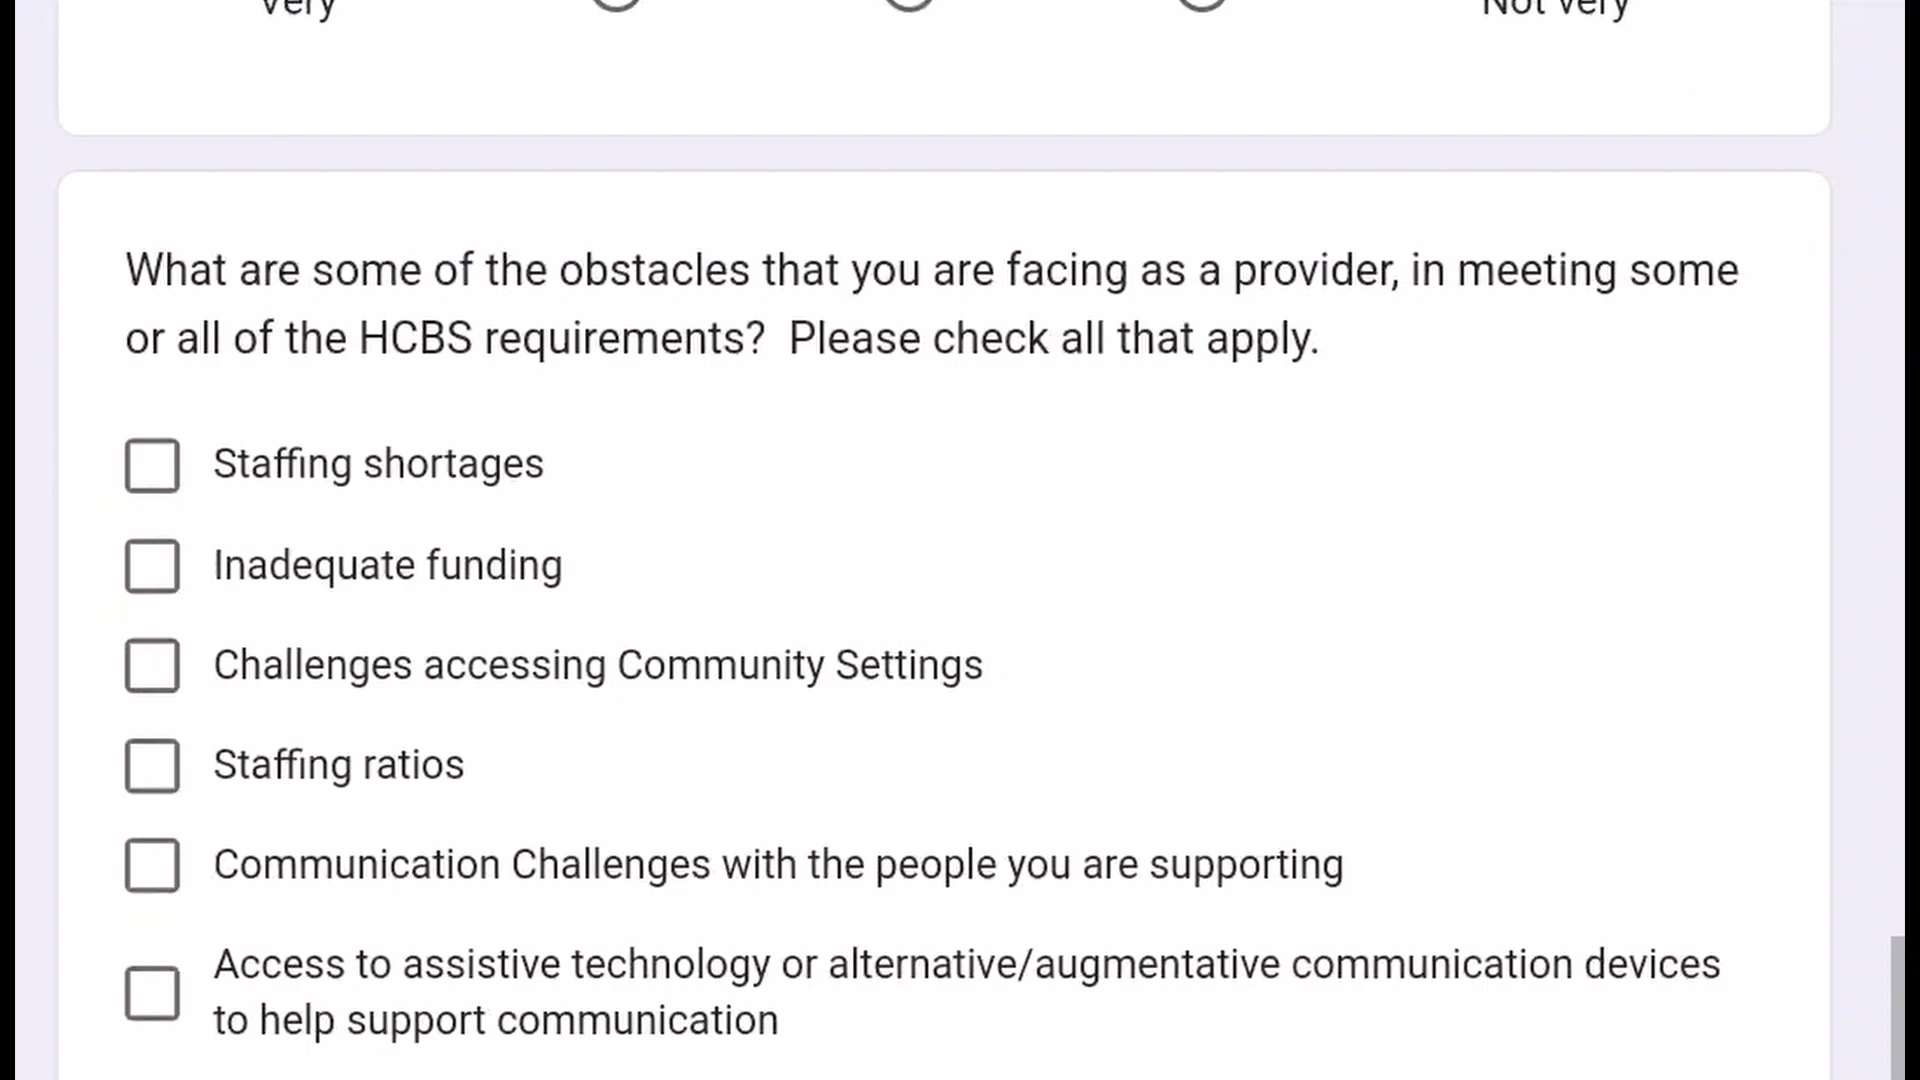 Very Not very
What are some of the obstacles that you are facing as a provider, in meeting some
or all of the HCBS requirements?  Please check all that apply.
Staffing shortages
Inadequate funding
Challenges accessing Community Settings
Staffing ratios
Communication Challenges with the people you are supporting
Access to assistive technology or alternative/augmentative communication devices
to help support communication